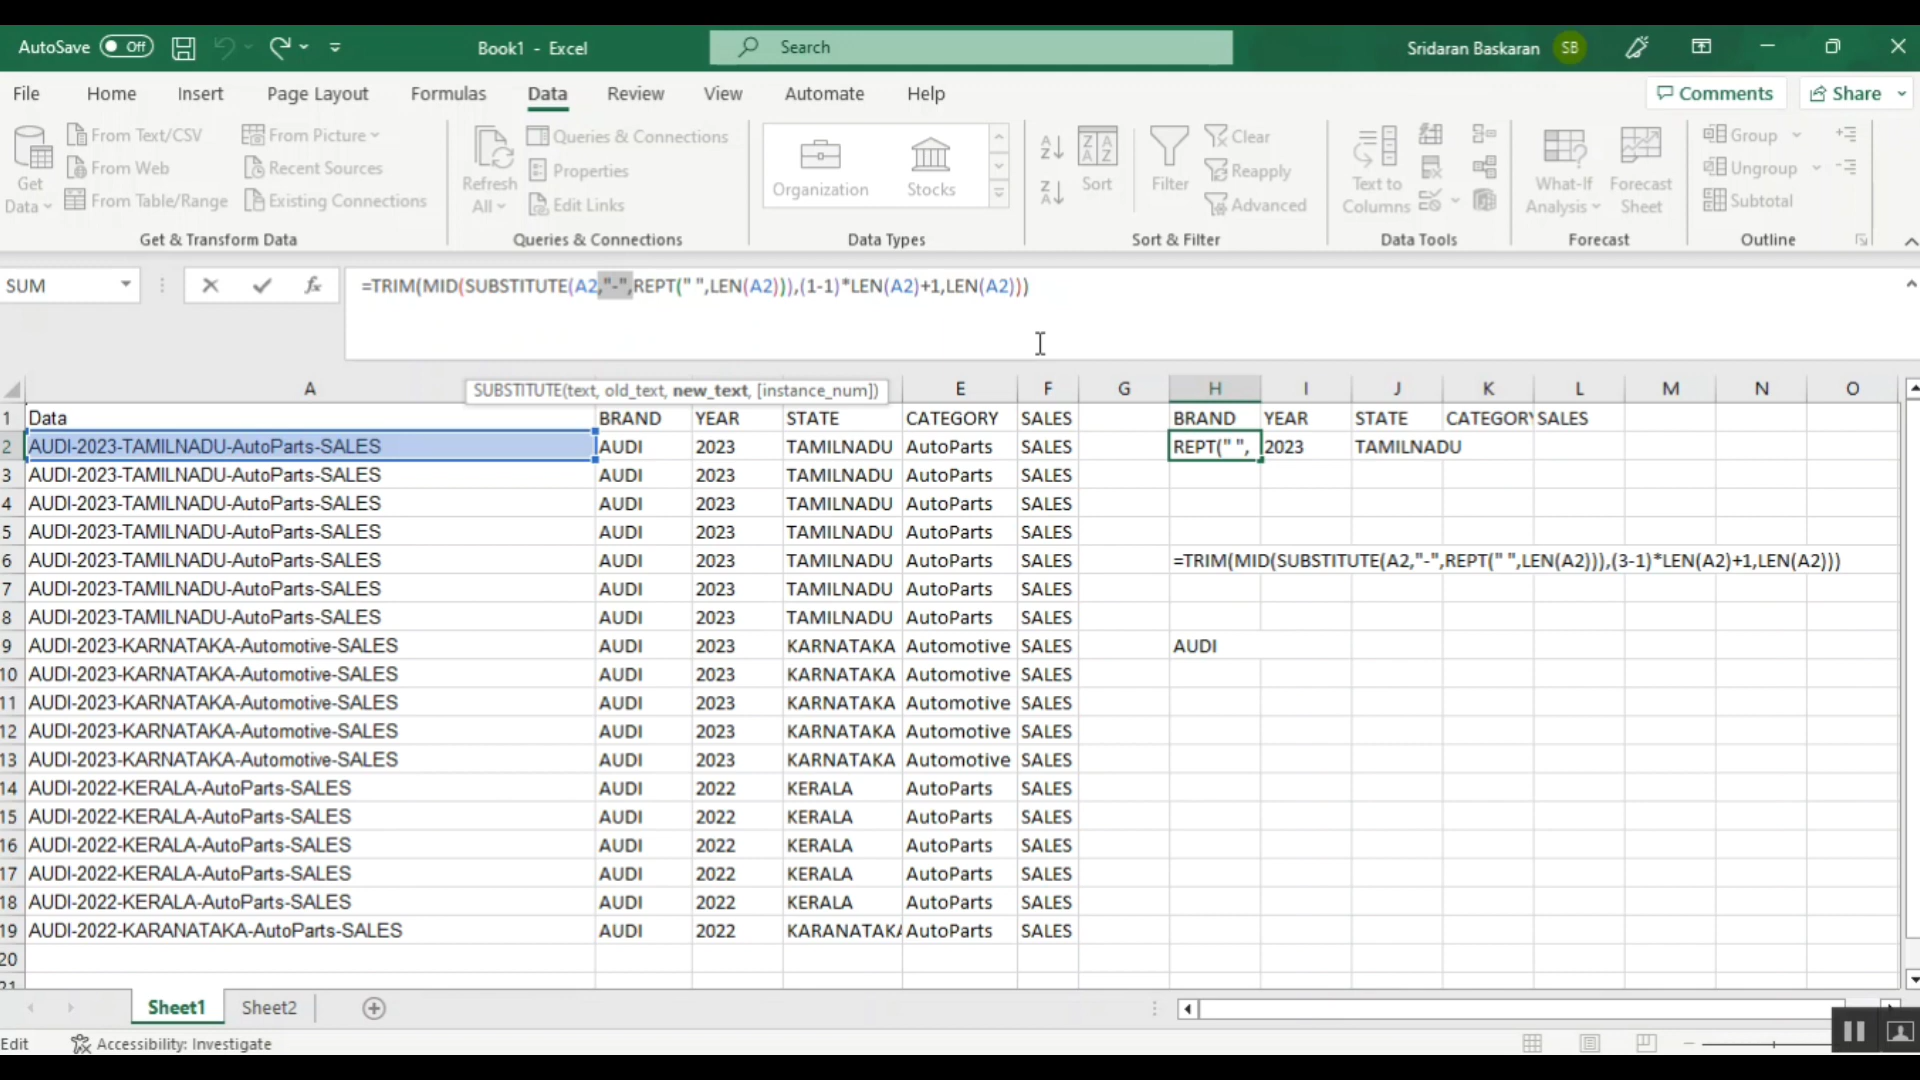 AutoSave Off Book1 - Excel Search Sridaran Baskaran SB
File Home Insert Page Layout Formulas Data Review View Automate Help Comments Share
Get Data From Text/CSV From Web From Table/Range From Picture Recent Sources Existing Connections
Refresh All Queries & Connections Properties Edit Links
Organization Stocks
Sort Filter Clear Reapply Advanced
Text to Columns What-If Analysis Forecast Sheet
Group Ungroup Subtotal
Get & Transform Data Queries & Connections Data Types Sort & Filter Data Tools Forecast Outline
SUM fx =TRIM(MID(SUBSTITUTE(A2,"-",REPT(" ",LEN(A2))),(1-1)*LEN(A2)+1,LEN(A2)))
SUBSTITUTE(text, old_text, new_text, [instance_num])
A E F G H I J K L M N O
1 Data BRAND YEAR STATE CATEGORY SALES BRAND YEAR STATE CATEGORY SALES
2 AUDI-2023-TAMILNADU-AutoParts-SALES AUDI 2023 TAMILNADU AutoParts SALES REPT(" ", 2023 TAMILNADU
3 AUDI-2023-TAMILNADU-AutoParts-SALES AUDI 2023 TAMILNADU AutoParts SALES
4 AUDI-2023-TAMILNADU-AutoParts-SALES AUDI 2023 TAMILNADU AutoParts SALES
5 AUDI-2023-TAMILNADU-AutoParts-SALES AUDI 2023 TAMILNADU AutoParts SALES
6 AUDI-2023-TAMILNADU-AutoParts-SALES AUDI 2023 TAMILNADU AutoParts SALES =TRIM(MID(SUBSTITUTE(A2,"-",REPT(" ",LEN(A2))),(3-1)*LEN(A2)+1,LEN(A2)))
7 AUDI-2023-TAMILNADU-AutoParts-SALES AUDI 2023 TAMILNADU AutoParts SALES
8 AUDI-2023-TAMILNADU-AutoParts-SALES AUDI 2023 TAMILNADU AutoParts SALES
9 AUDI-2023-KARNATAKA-Automotive-SALES AUDI 2023 KARNATAKA Automotive SALES AUDI
10 AUDI-2023-KARNATAKA-Automotive-SALES AUDI 2023 KARNATAKA Automotive SALES
11 AUDI-2023-KARNATAKA-Automotive-SALES AUDI 2023 KARNATAKA Automotive SALES
12 AUDI-2023-KARNATAKA-Automotive-SALES AUDI 2023 KARNATAKA Automotive SALES
13 AUDI-2023-KARNATAKA-Automotive-SALES AUDI 2023 KARNATAKA Automotive SALES
14 AUDI-2022-KERALA-AutoParts-SALES AUDI 2022 KERALA AutoParts SALES
15 AUDI-2022-KERALA-AutoParts-SALES AUDI 2022 KERALA AutoParts SALES
16 AUDI-2022-KERALA-AutoParts-SALES AUDI 2022 KERALA AutoParts SALES
17 AUDI-2022-KERALA-AutoParts-SALES AUDI 2022 KERALA AutoParts SALES
18 AUDI-2022-KERALA-AutoParts-SALES AUDI 2022 KERALA AutoParts SALES
19 AUDI-2022-KARANATAKA-AutoParts-SALES AUDI 2022 KARANATAKA AutoParts SALES
20
21
Sheet1 Sheet2
Edit Accessibility: Investigate